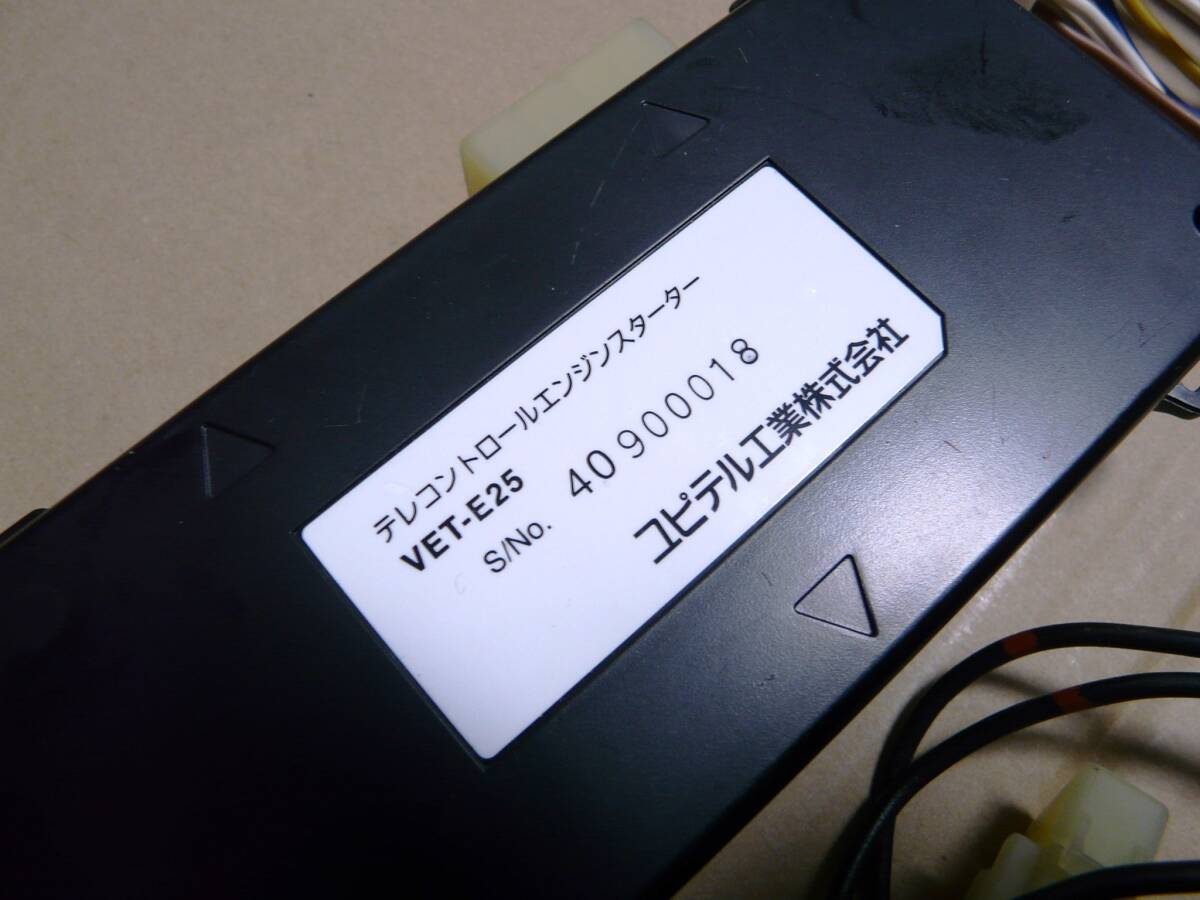 テレコントロールエンジンスターター
VET-E25
S/No. 40900018
ユピテル工業株式会社